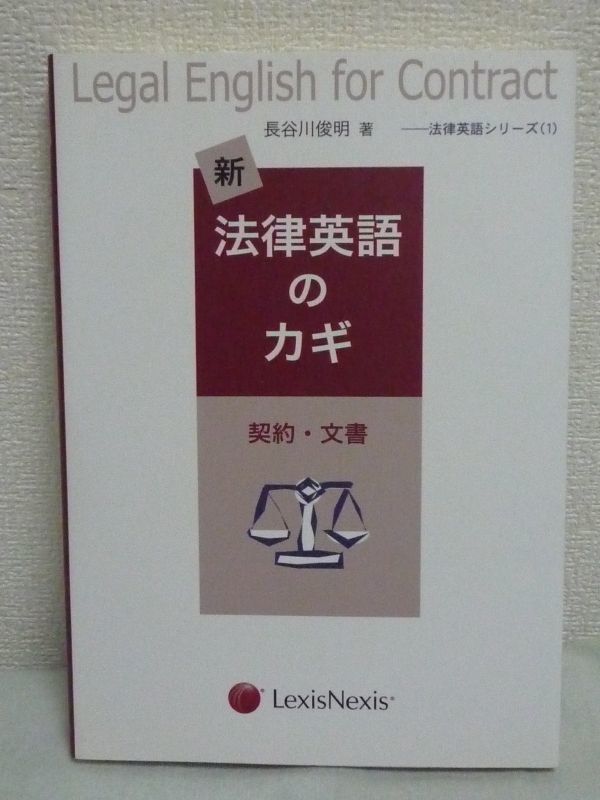 Legal English for Contract
長谷川俊明 著 ──法律英語シリーズ(1)
新
法律英語
の
カギ
契約・文書
LexisNexis®